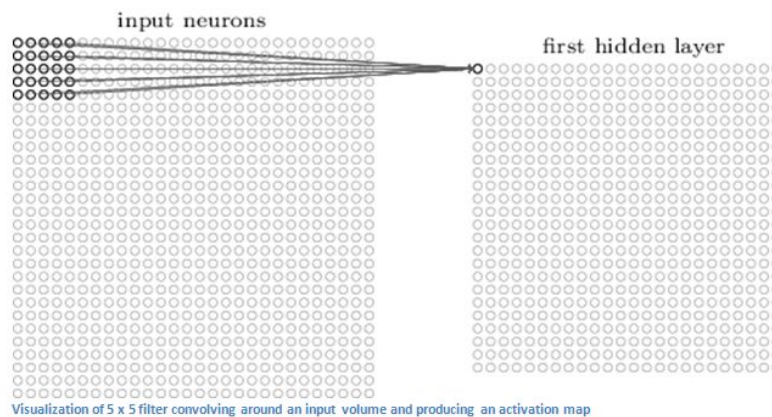 input neurons
first hidden layer
Visualization of 5 x 5 filter convolving around an input volume and producing an activation map